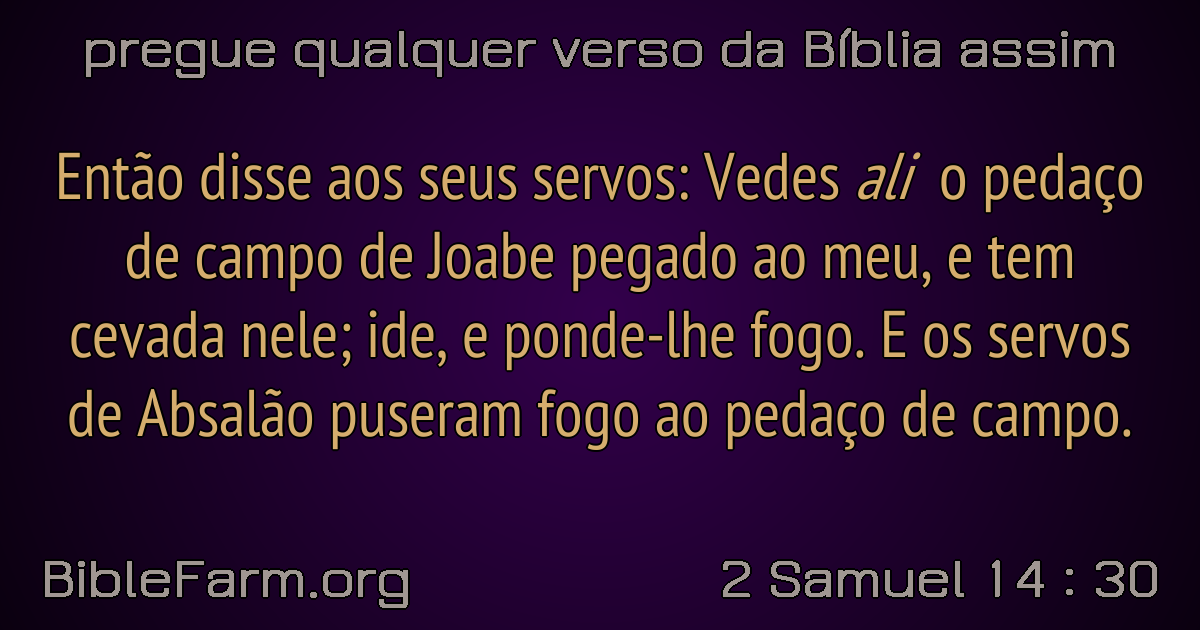 pregue qualquer verso da Bíblia assim
Então disse aos seus servos: Vedes ali o pedaço
de campo de Joabe pegado ao meu, e tem
cevada nele; ide, e ponde-lhe fogo. E os servos
de Absalão puseram fogo ao pedaço de campo.
BibleFarm.org
2 Samuel 14 : 30